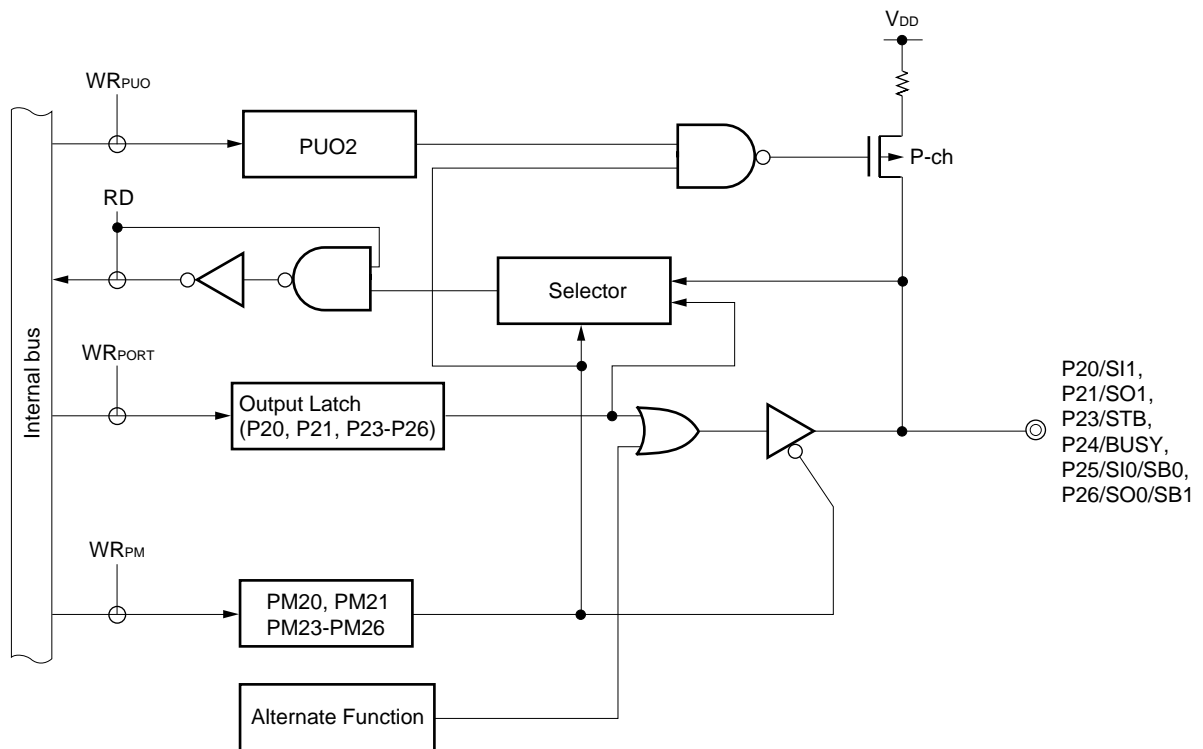 VDD
WRPUO
PUO2
P-ch
RD
Selector
Internal bus
WRPORT
Output Latch
(P20, P21, P23-P26)
P20/SI1,
P21/SO1,
P23/STB,
P24/BUSY,
P25/SI0/SB0,
P26/SO0/SB1
WRPM
PM20, PM21
PM23-PM26
Alternate Function